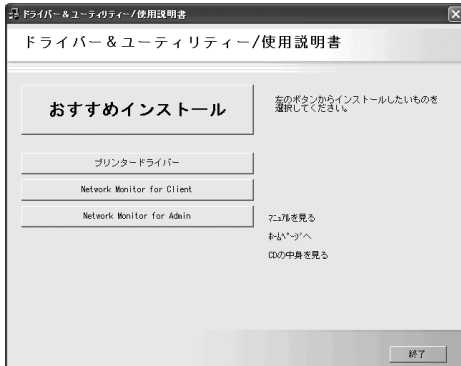 ドライバー&ユーティリティー/使用説明書
ドライバー&ユーティリティー/使用説明書
おすすめインストール
左のボタンからインストールしたいものを
選択してください。
プリンタードライバー
Network Monitor for Client
Network Monitor for Admin
ﾏﾆｭｱﾙを見る
ﾎｰﾑﾍﾟｰｼﾞへ
CDの中身を見る
終了